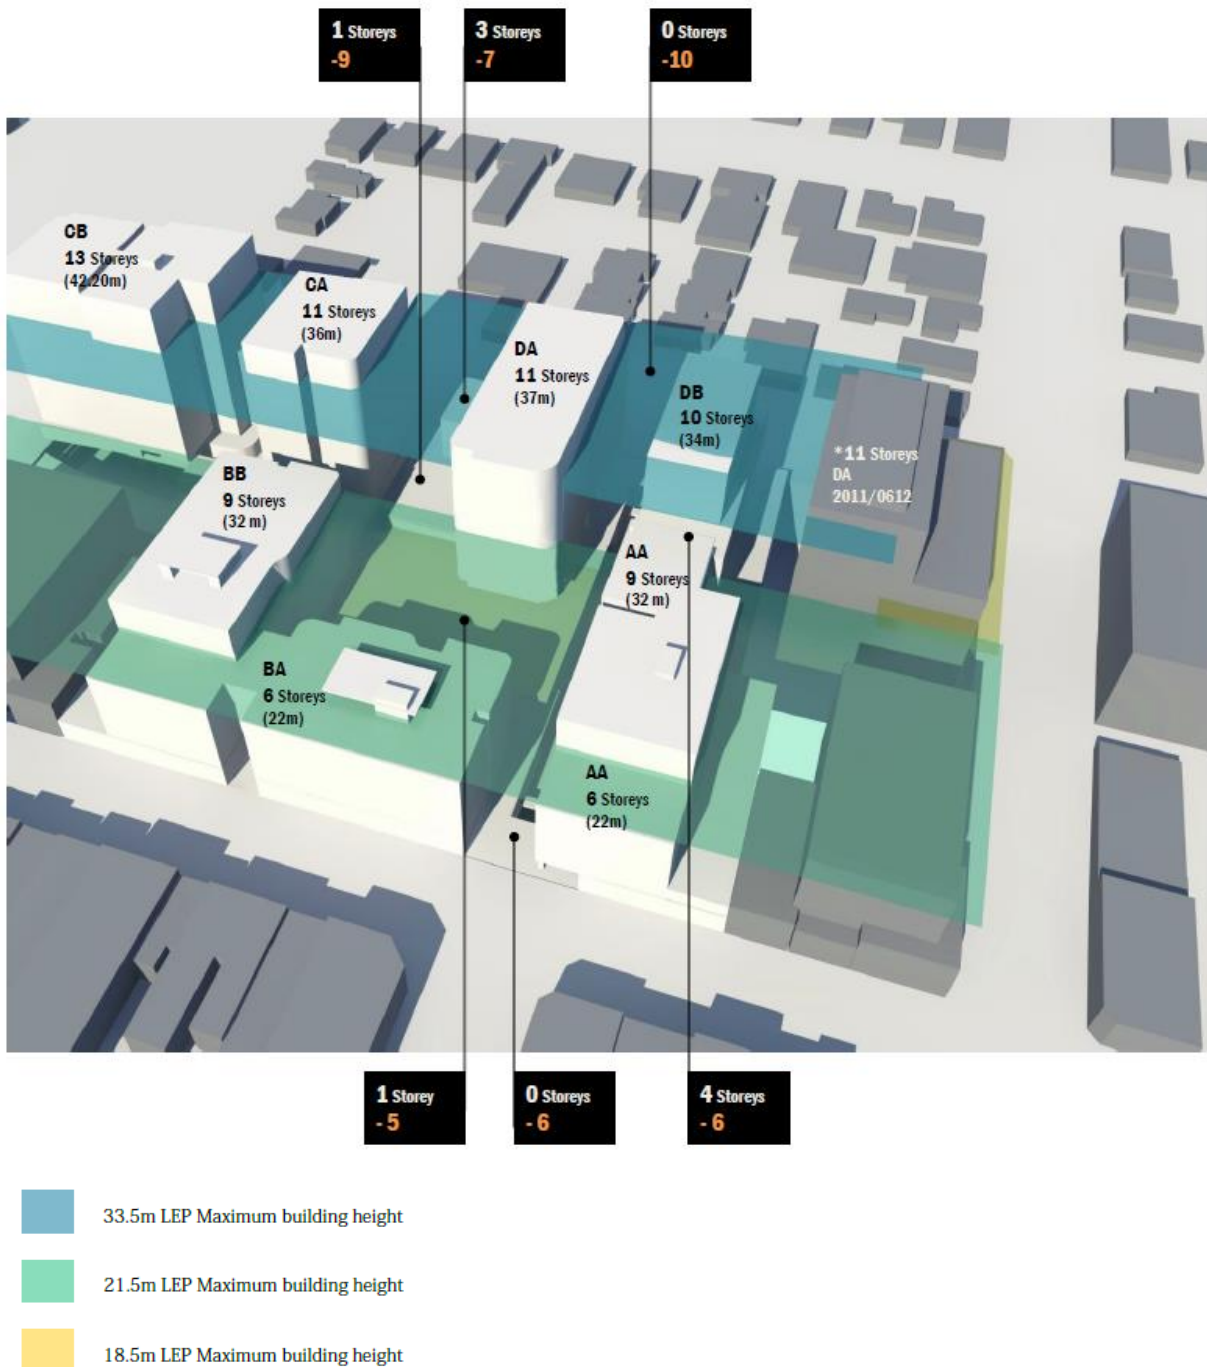 1 Storeys
-9
3 Storeys
-7
0 Storeys
-10
CB
13 Storeys
(42.20m)
CA
11 Storeys
(36m)
DA
11 Storeys
(37m)
DB
10 Storeys
(34m)
*11 Storeys
DA
2011/0612
BB
9 Storeys
(32 m)
AA
9 Storeys
(32 m)
BA
6 Storeys
(22m)
AA
6 Storeys
(22m)
1 Storey
- 5
0 Storeys
- 6
4 Storeys
- 6
33.5m LEP Maximum building height
21.5m LEP Maximum building height
18.5m LEP Maximum building height